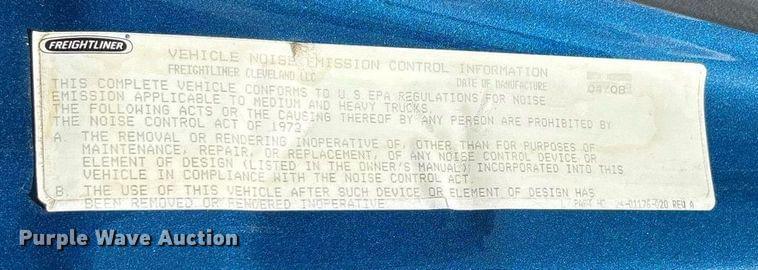 FREIGHTLINER
VEHICLE NOISE EMISSION CONTROL INFORMATION
FREIGHTLINER CLEVELAND LLC
DATE OF MANUFACTURE
04/08
THIS COMPLETE VEHICLE CONFORMS TO U.S EPA REGULATIONS FOR NOISE
EMISSION APPLICABLE TO MEDIUM AND HEAVY TRUCKS.
THE FOLLOWING ACTS OR THE CAUSING THEREOF BY ANY PERSON ARE PROHIBITED BY
THE NOISE CONTROL ACT OF 1972.
A. THE REMOVAL OR RENDERING INOPERATIVE OF, OTHER THAN FOR PURPOSES OF
MAINTENANCE, REPAIR, OR REPLACEMENT, OF ANY NOISE CONTROL DEVICE OR
ELEMENT OF DESIGN (LISTED IN THE OWNER'S MANUAL) INCORPORATED INTO THIS
VEHICLE IN COMPLIANCE WITH THE NOISE CONTROL ACT.
B. THE USE OF THIS VEHICLE AFTER SUCH DEVICE OR ELEMENT OF DESIGN HAS
BEEN REMOVED OR RENDERED INOPERATIVE
PART NO. 24-01176-020 REV A
Purple Wave Auction